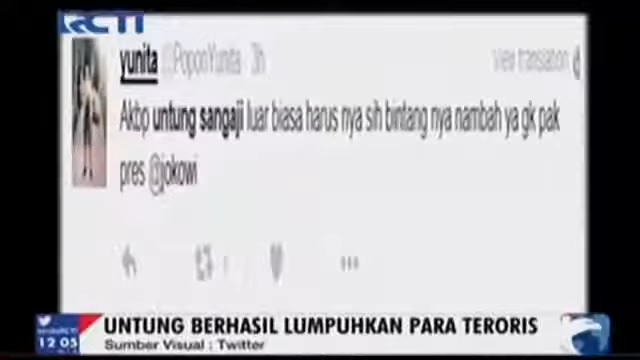 RCTI
yunita @PoponYunita 3h View translation
Akbp untung sangaji luar biasa harus nya sih bintang nya nambah ya gk pak
pres @jokowi
UNTUNG BERHASIL LUMPUHKAN PARA TERORIS
12:05 Sumber Visual : Twitter